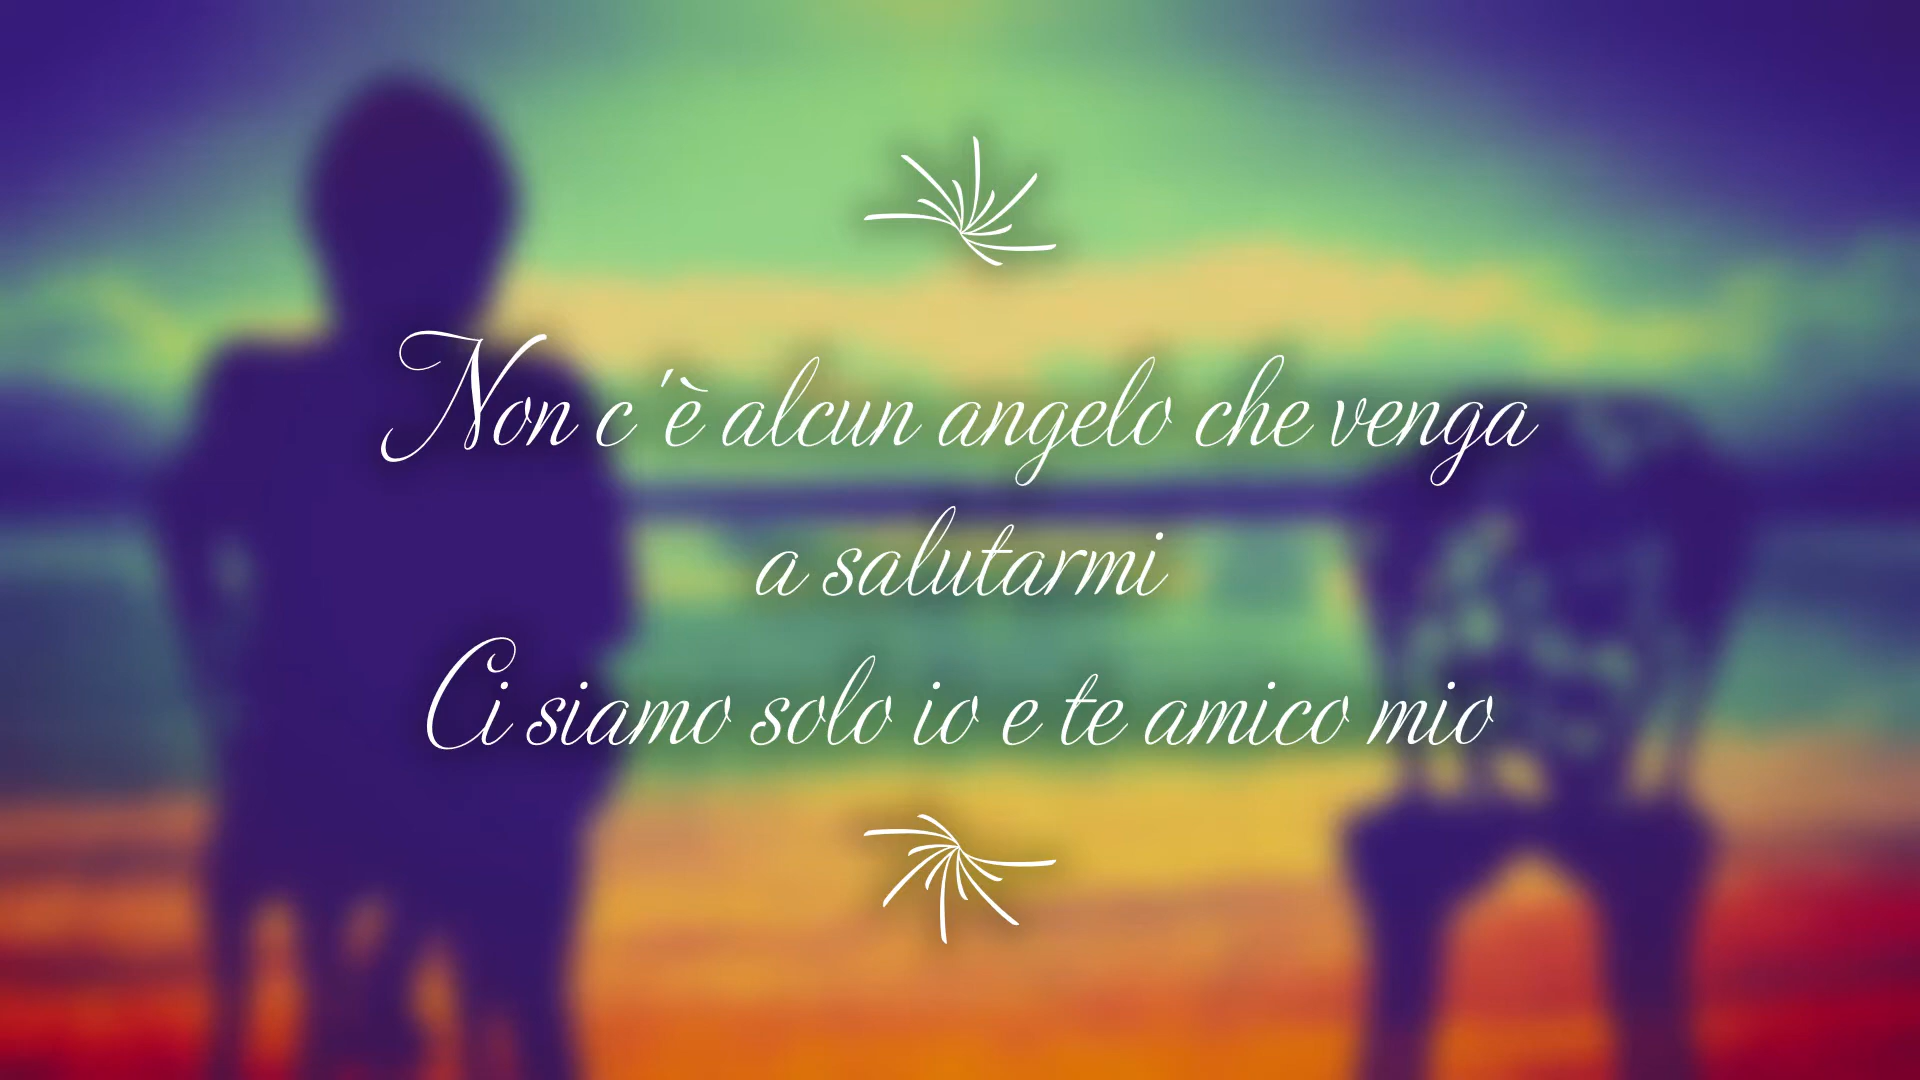 Non c'è alcun angelo che venga
a salutarmi
Ci siamo solo io e te amico mio